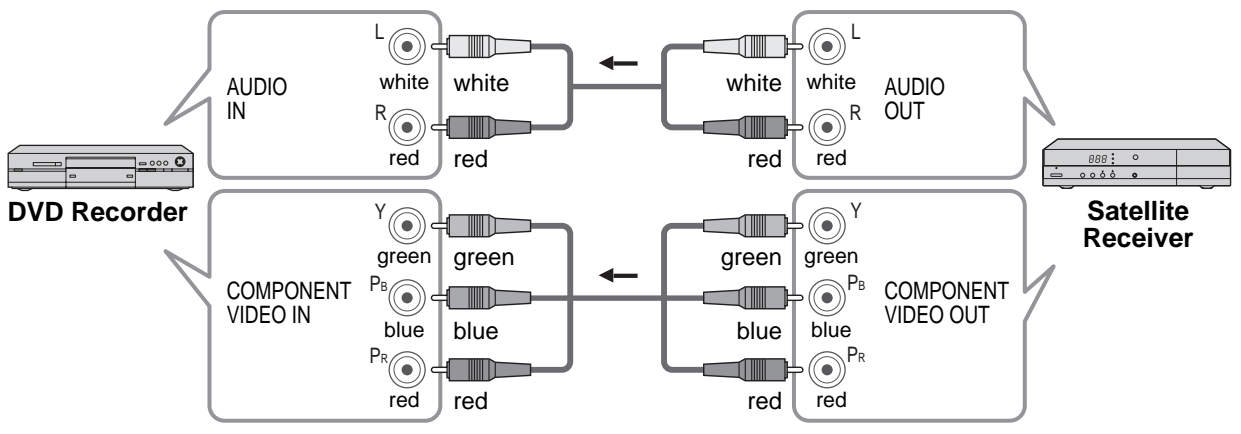 L
white
white
AUDIO
IN
R
red
red
white
white
L
AUDIO
OUT
red
red
R
DVD Recorder
888
Satellite
Receiver
Y
green
green
COMPONENT
VIDEO IN
PB
blue
blue
PR
red
red
green
green
Y
COMPONENT
VIDEO OUT
blue
blue
PB
red
red
PR